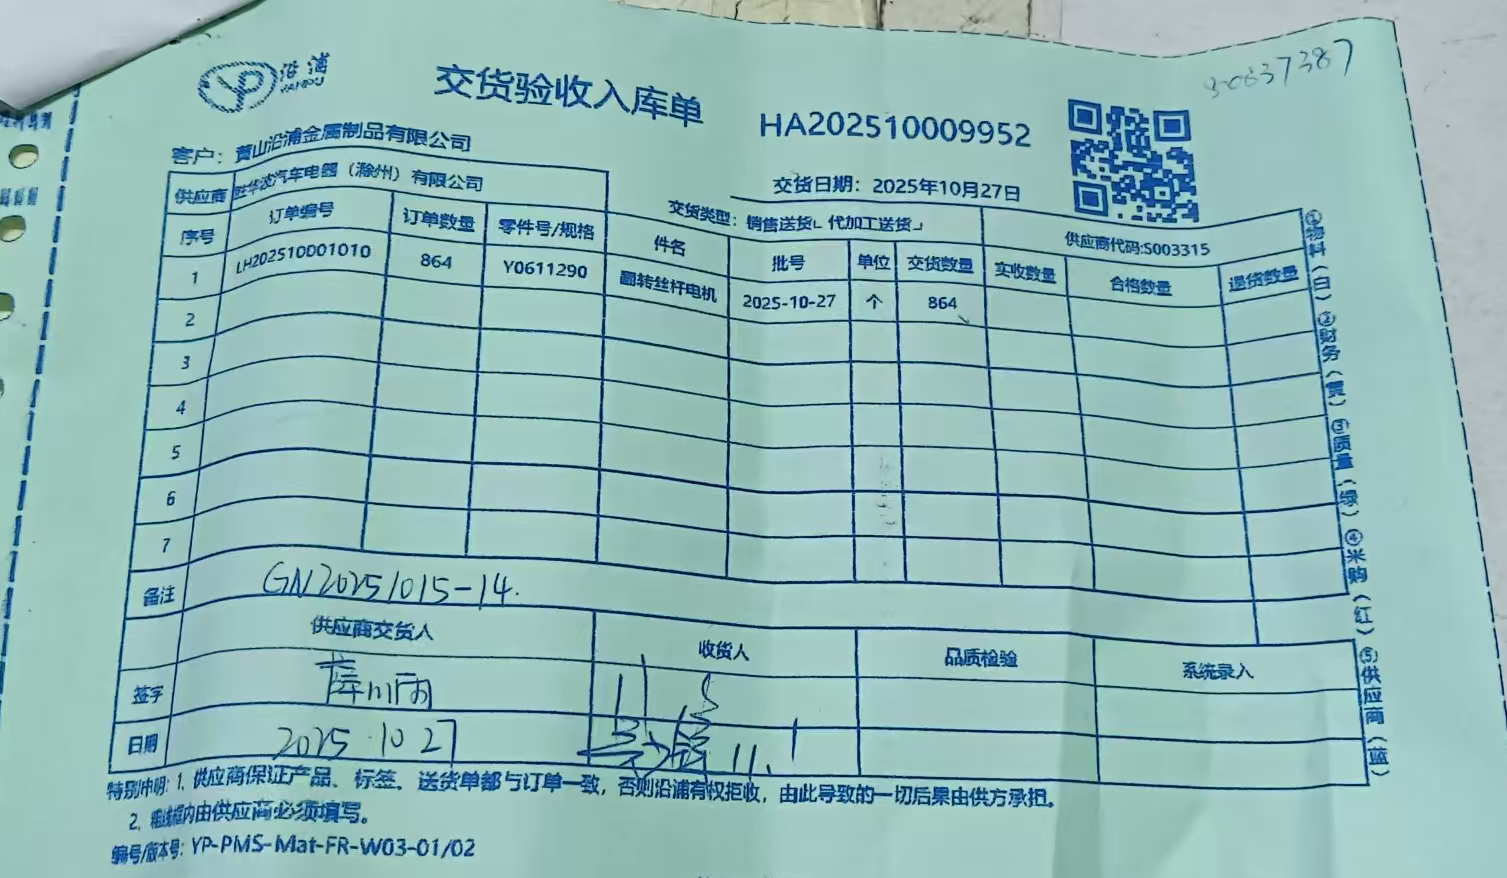 YP 沿浦
YANPU
交货验收入库单
HA202510009952
80837387
客户：黄山沿浦金属制品有限公司
交货日期：2025年10月27日
供应商 胜华波汽车电器（滁州）有限公司
交货类型：销售送货 代加工送货
供应商代码:S003315
序号 订单编号 订单数量 零件号/规格 件名 批号 单位 交货数量 实收数量 合格数量 退货数量
1 LH202510001010 864 Y0611290 翻转丝杆电机 2025-10-27 个 864
2
3
4
5
6
7
备注 GN20251015-14.
供应商交货人 收货人 品质检验 系统录入
签字
日期 2025.10.27 11.1
特别申明：1、供应商保证产品、标签、送货单都与订单一致，否则沿浦有权拒收，由此导致的一切后果由供方承担。
2、粗线框内由供应商必须填写。
编号/版本号：YP-PMS-Mat-FR-W03-01/02
①物料（白）②财务（黄）③质量（绿）④采购（红）⑤供应商（蓝）